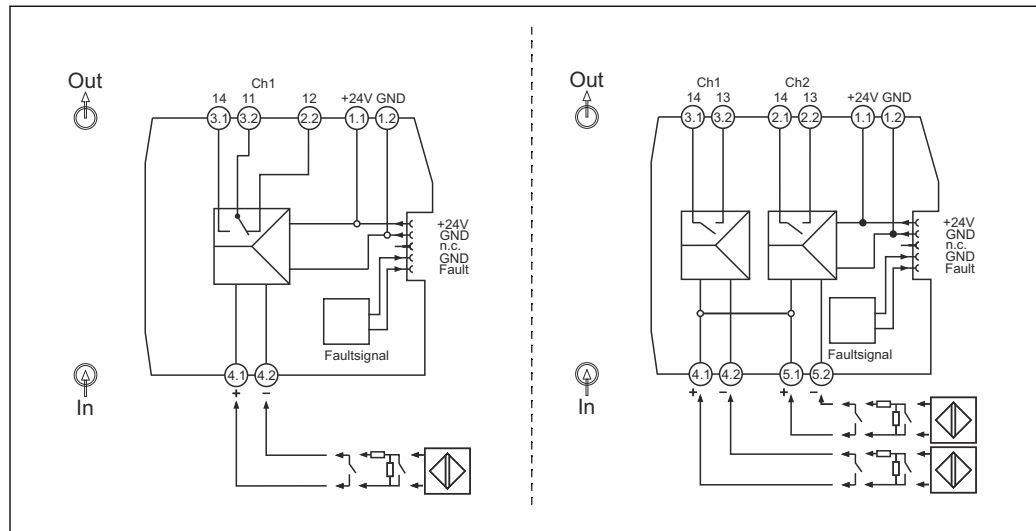 Out
Ch1
14 11 12 +24V GND
3.1 3.2 2.2 1.1 1.2
+24V
GND
n.c.
GND
Fault
Faultsignal
4.1 4.2
+ −
In
Out
Ch1 Ch2
14 13 14 13 +24V GND
3.1 3.2 2.1 2.2 1.1 1.2
+24V
GND
n.c.
GND
Fault
Faultsignal
4.1 4.2 5.1 5.2
+ − + −
In